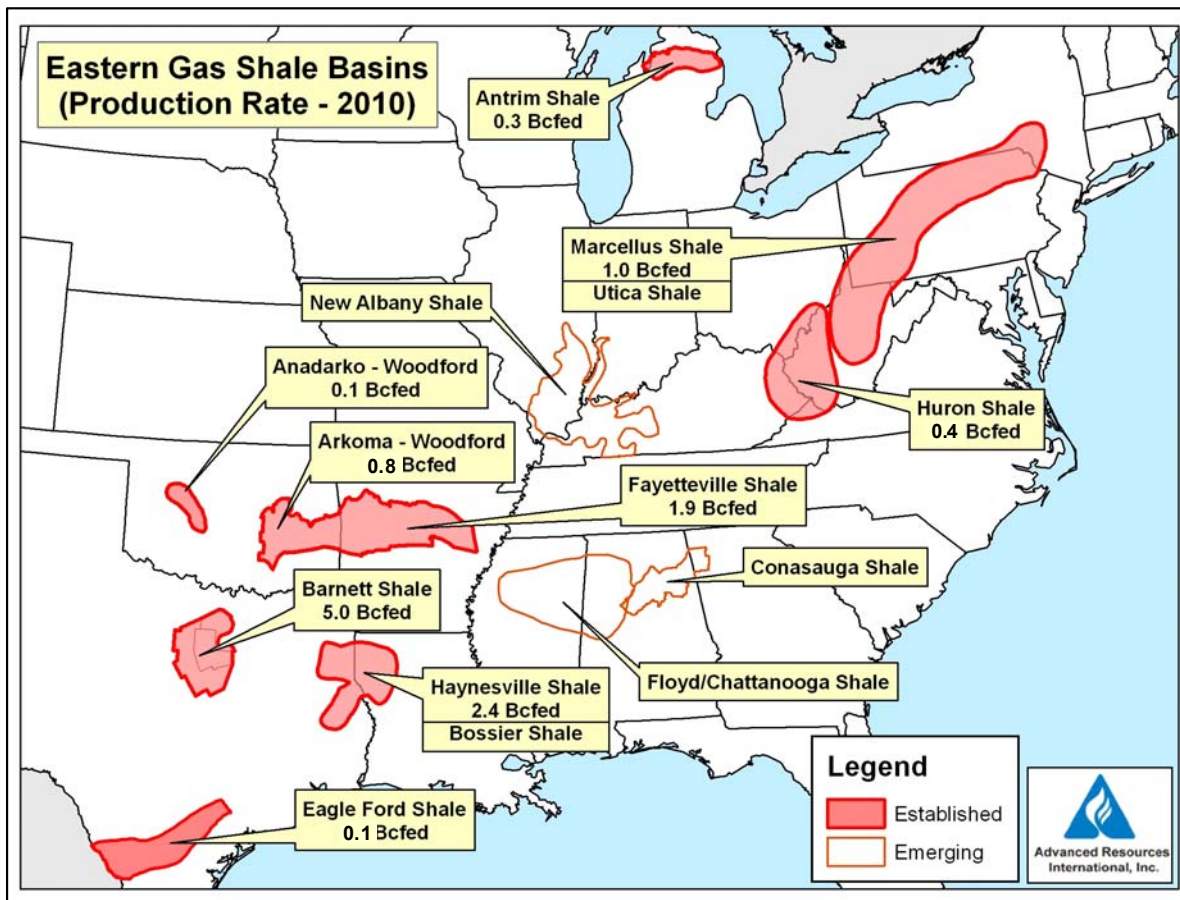 Eastern Gas Shale Basins
(Production Rate - 2010)
Antrim Shale
0.3 Bcfed
Marcellus Shale
1.0 Bcfed
Utica Shale
New Albany Shale
Anadarko - Woodford
0.1 Bcfed
Huron Shale
0.4 Bcfed
Arkoma - Woodford
0.8 Bcfed
Fayetteville Shale
1.9 Bcfed
Conasauga Shale
Barnett Shale
5.0 Bcfed
Haynesville Shale
2.4 Bcfed
Bossier Shale
Floyd/Chattanooga Shale
Eagle Ford Shale
0.1 Bcfed
Legend
Established
Emerging
Advanced Resources
International, Inc.